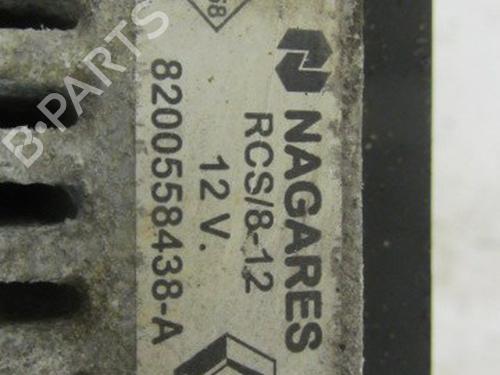 NAGARES
RCS/8-12
12 V.
8200558438-A
B·PARTS